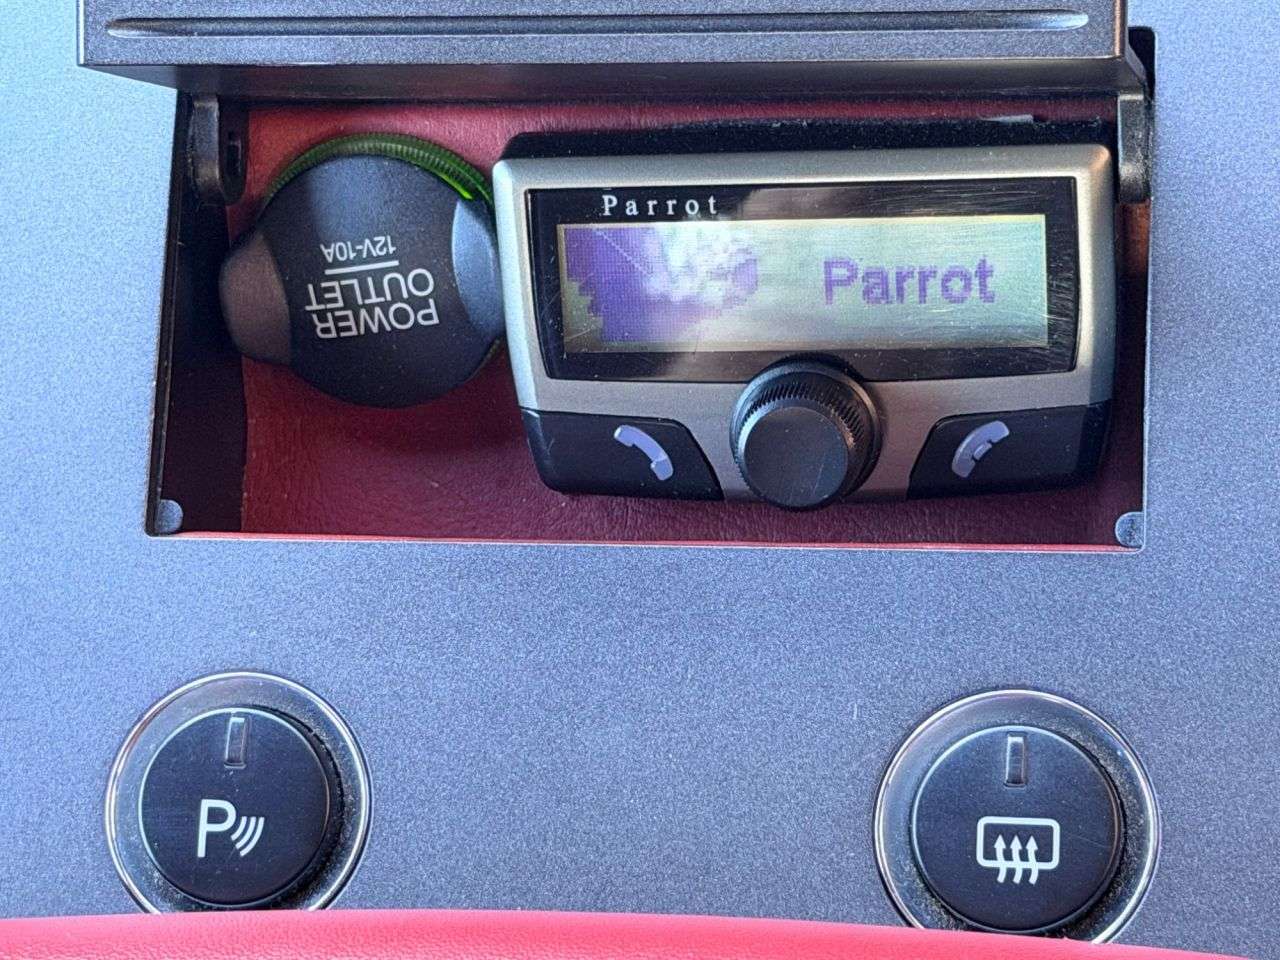 POWER
OUTLET
12V-10A
Parrot
Parrot
P